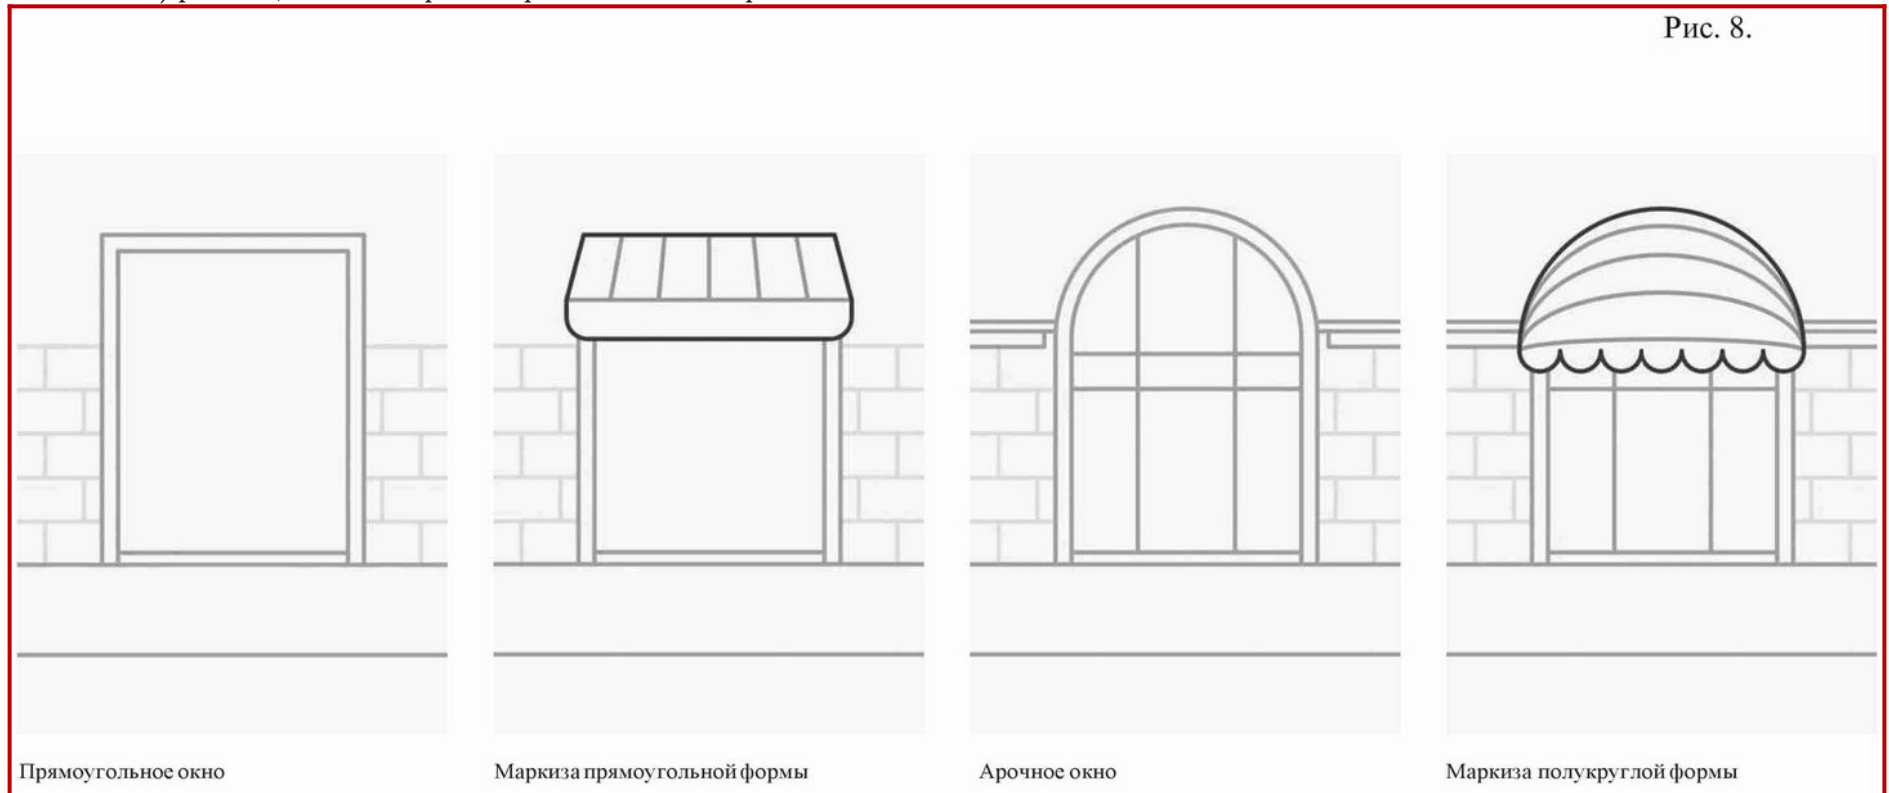 Рис. 8.
Прямоугольное окно
Маркиза прямоугольной формы
Арочное окно
Маркиза полукруглой формы